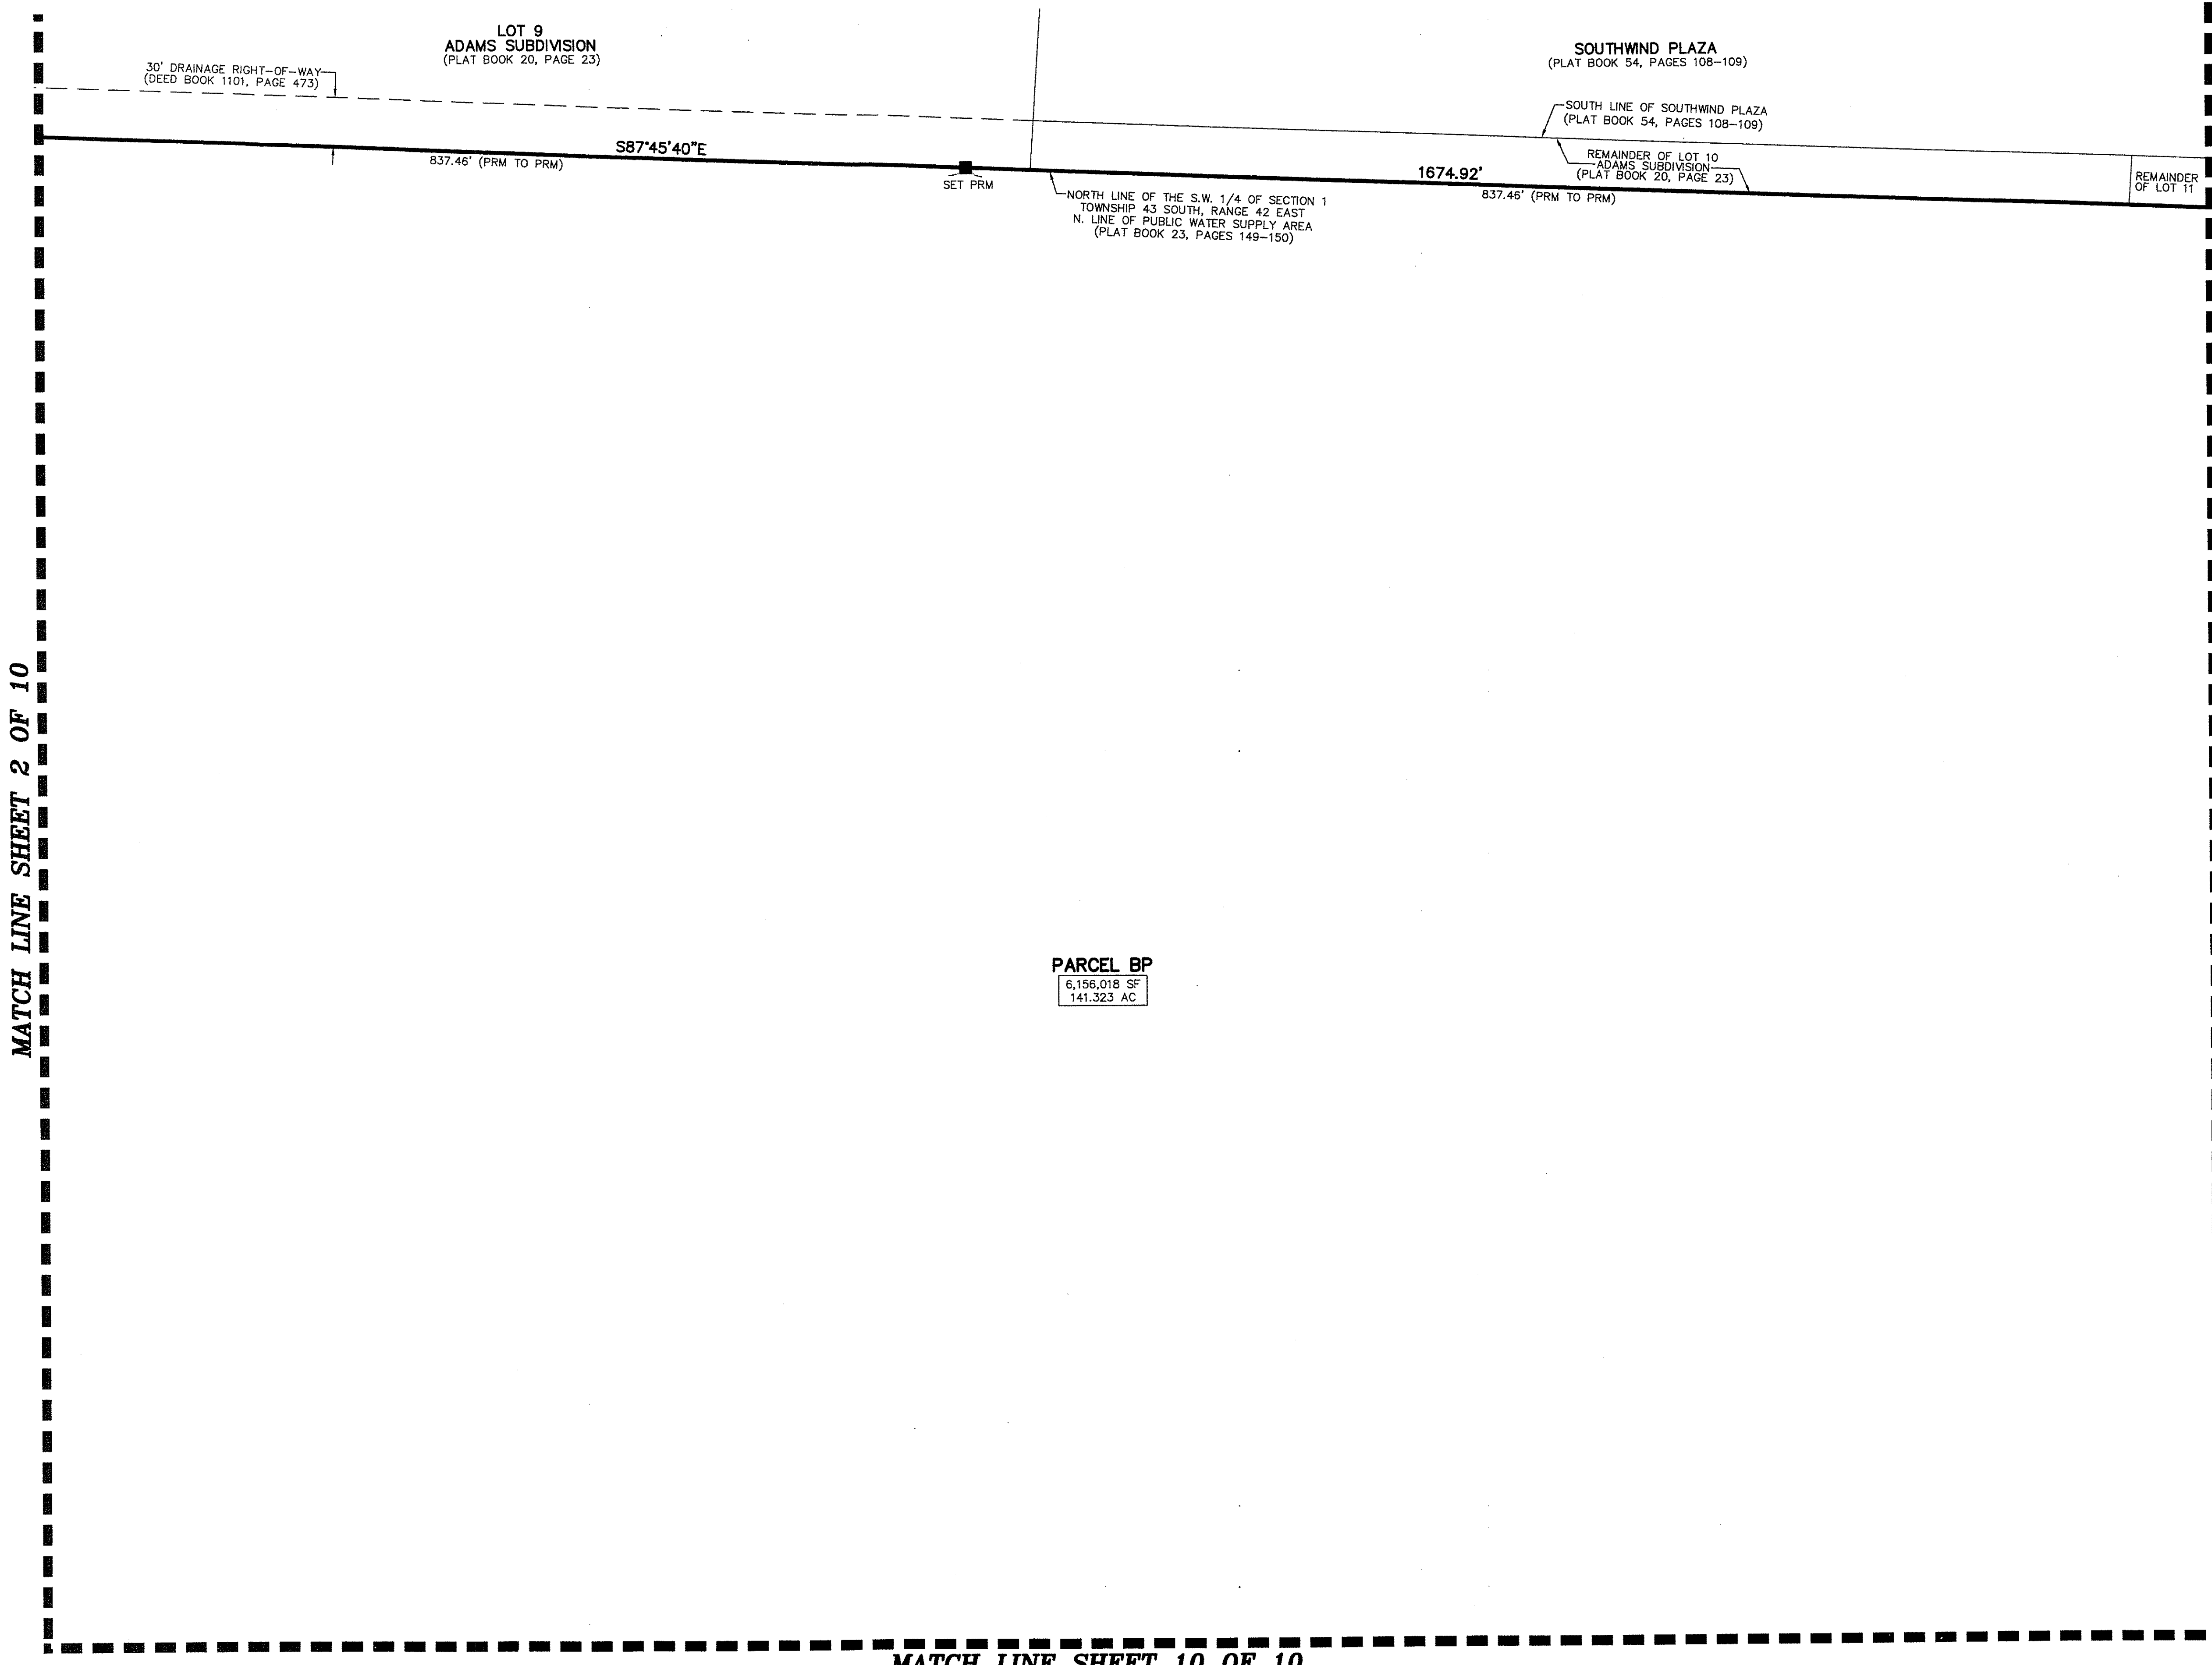 LOT 9
ADAMS SUBDIVISION
(PLAT BOOK 20, PAGE 23)
30' DRAINAGE RIGHT-OF-WAY
(DEED BOOK 1101, PAGE 473)
SOUTHWIND PLAZA
(PLAT BOOK 54, PAGES 108-109)
SOUTH LINE OF SOUTHWIND PLAZA
(PLAT BOOK 54, PAGES 108-109)
S87°45'40"E
837.46' (PRM TO PRM)
SET PRM
NORTH LINE OF THE S.W. 1/4 OF SECTION 1
TOWNSHIP 43 SOUTH, RANGE 42 EAST
N. LINE OF PUBLIC WATER SUPPLY AREA
(PLAT BOOK 23, PAGES 149-150)
1674.92'
837.46' (PRM TO PRM)
REMAINDER OF LOT 10
ADAMS SUBDIVISION
(PLAT BOOK 20, PAGE 23)
REMAINDER
OF LOT 11
MATCH LINE SHEET 2 OF 10
PARCEL BP
6,156,018 SF
141.323 AC
MATCH LINE SHEET 10 OF 10